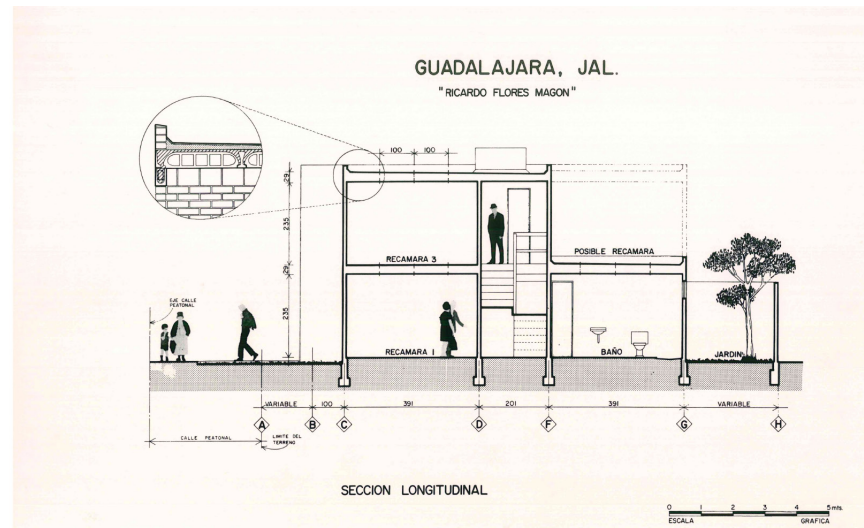 GUADALAJARA, JAL.
"RICARDO FLORES MAGON"
100 100
29
235
RECAMARA 3
POSIBLE RECAMARA
29
EJE CALLE
PEATONAL
235
RECAMARA 1
BAÑO
JARDIN
VARIABLE 100 391 201 391 VARIABLE
A B C D F G H
CALLE PEATONAL
LIMITE DEL
TERRENO
SECCION LONGITUDINAL
0 1 2 3 4 5 mts.
ESCALA GRAFICA